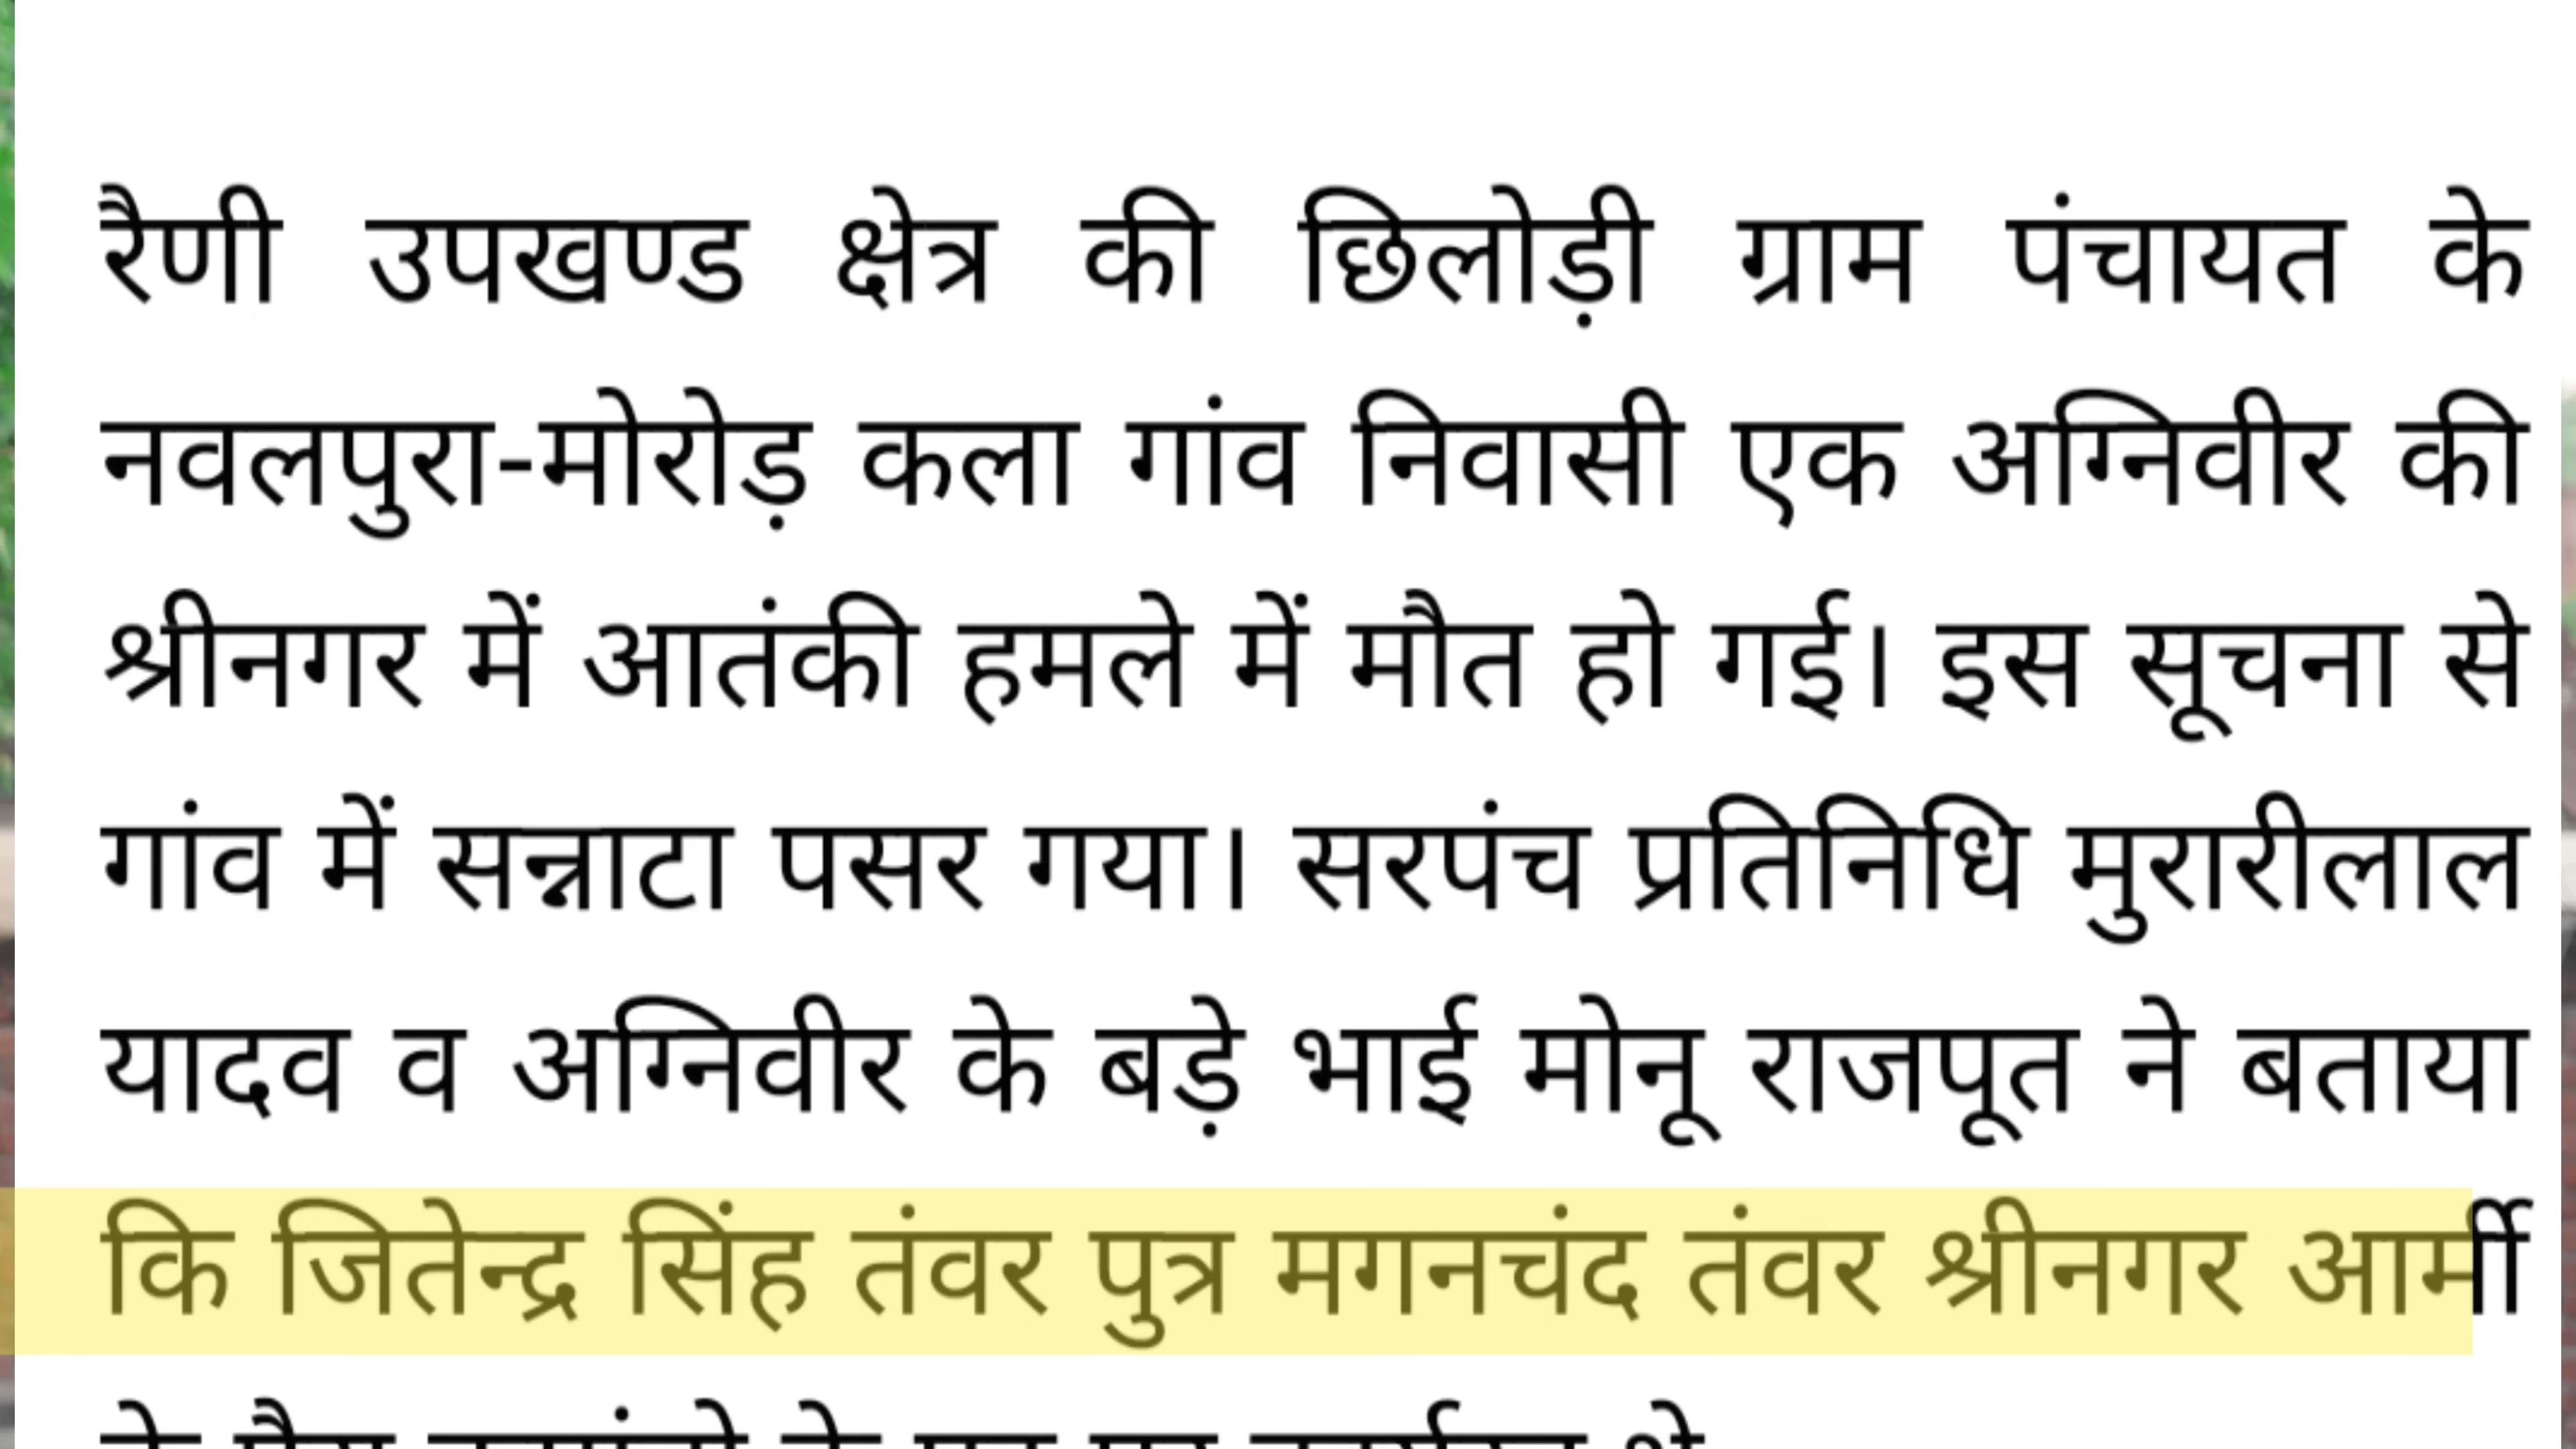 रैणी उपखण्ड क्षेत्र की छिलोड़ी ग्राम पंचायत के
नवलपुरा-मोरोड़ कला गांव निवासी एक अग्निवीर की
श्रीनगर में आतंकी हमले में मौत हो गई। इस सूचना से
गांव में सन्नाटा पसर गया। सरपंच प्रतिनिधि मुरारीलाल
यादव व अग्निवीर के बड़े भाई मोनू राजपूत ने बताया
कि जितेन्द्र सिंह तंवर पुत्र मगनचंद तंवर श्रीनगर आर्मी